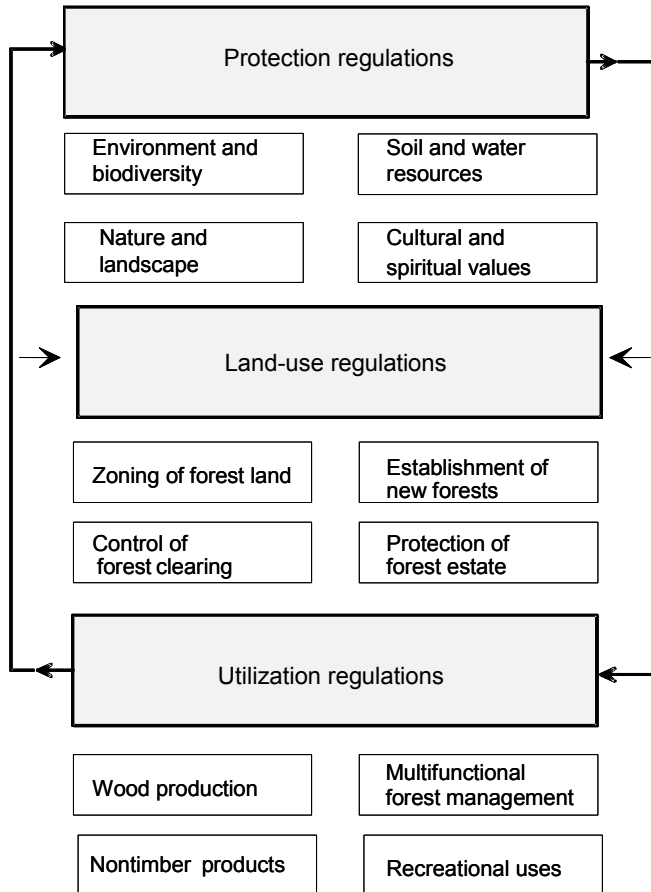 Protection regulations
Environment and
biodiversity
Soil and water
resources
Nature and
landscape
Cultural and
spiritual values
Land-use regulations
Zoning of forest land
Establishment of
new forests
Control of
forest clearing
Protection of
forest estate
Utilization regulations
Wood production
Multifunctional
forest management
Nontimber products
Recreational uses